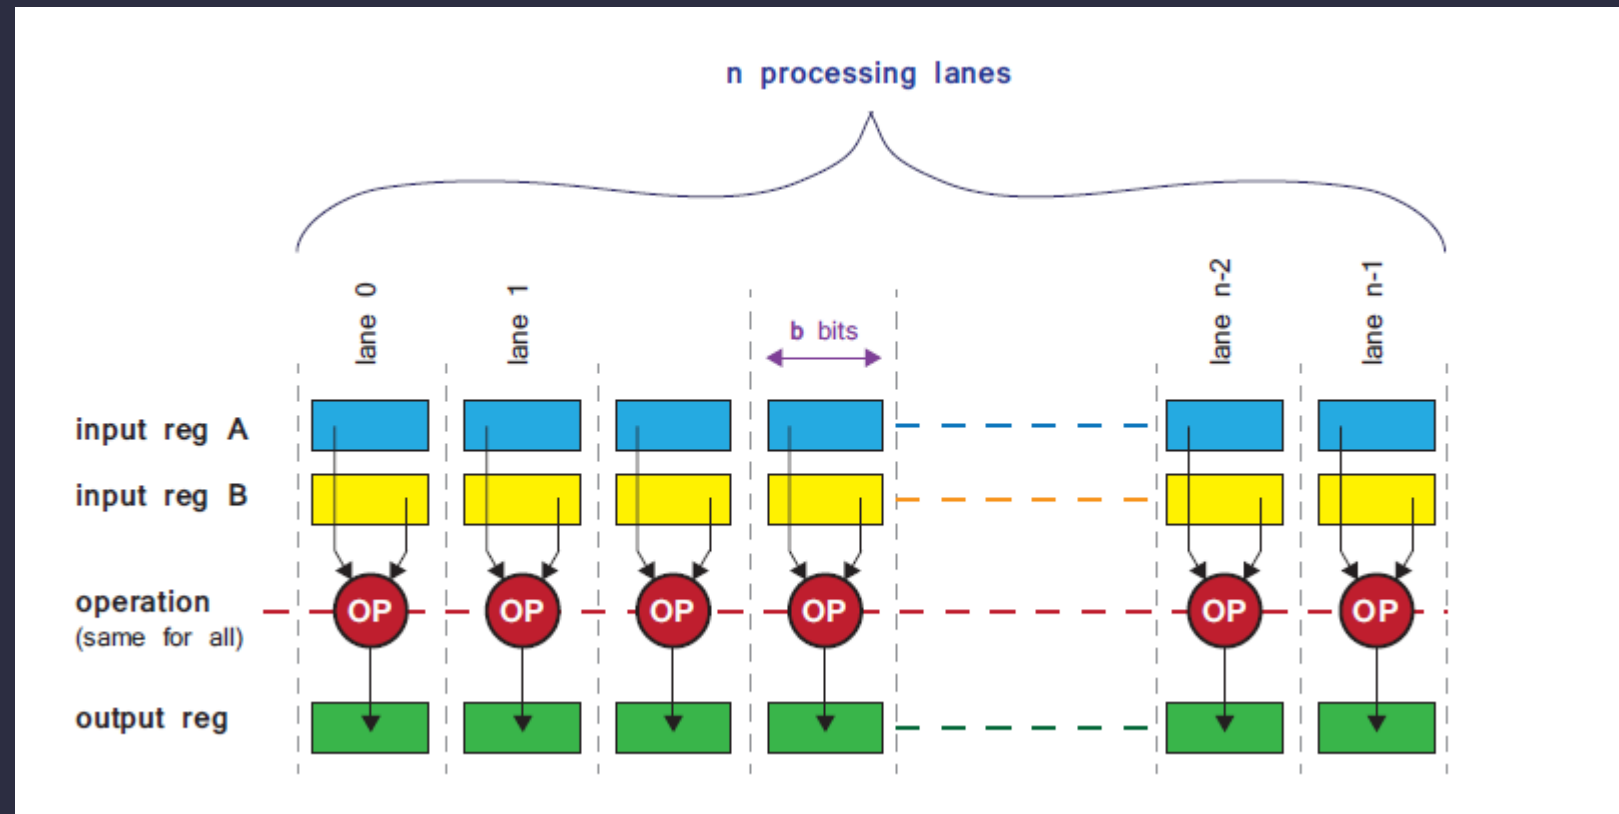 n processing lanes
lane 0
lane 1
b bits
lane n-2
lane n-1
input reg A
input reg B
operation
(same for all)
OP OP OP OP OP OP
output reg